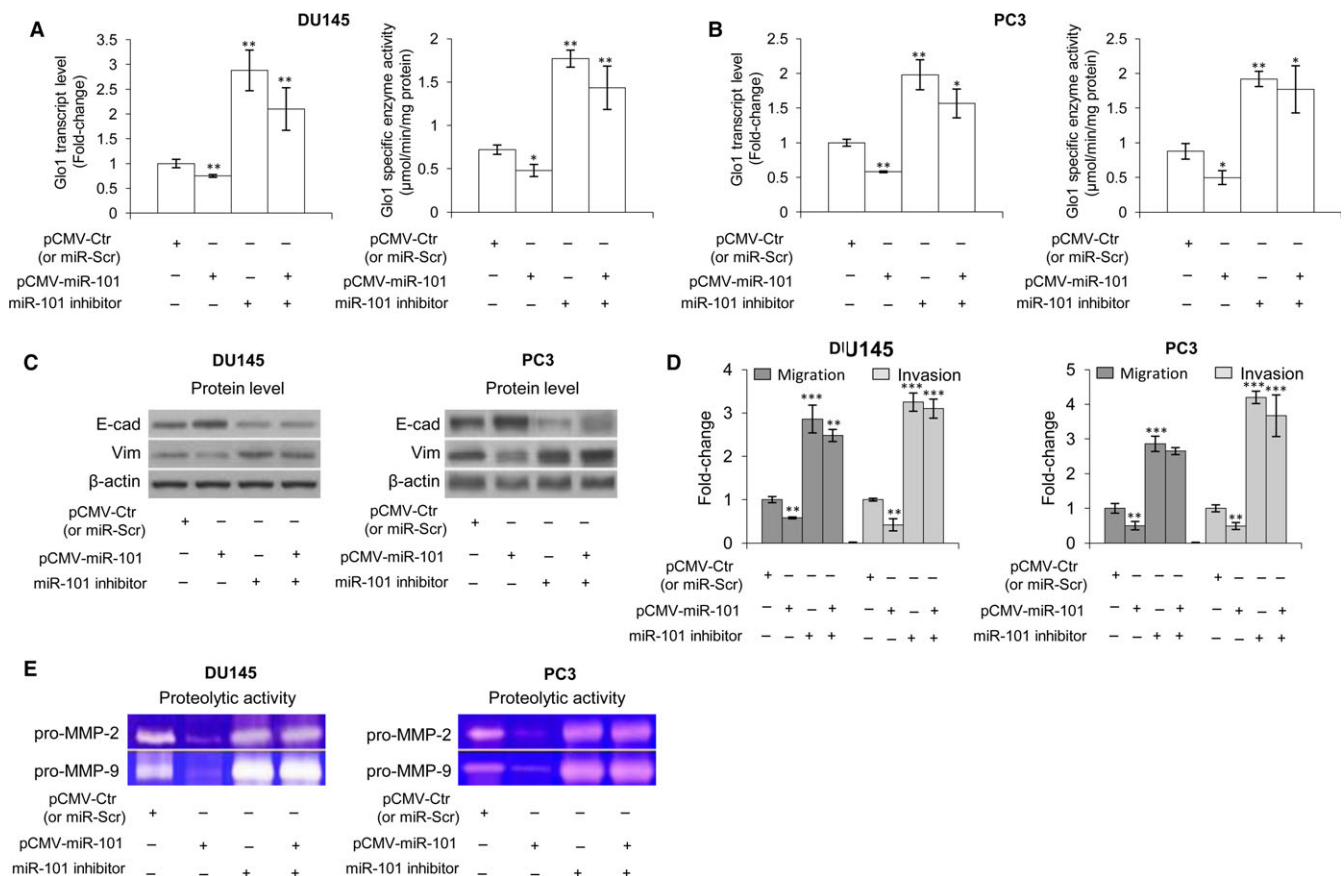 A
DU145
Glo1 transcript level
(Fold-change)
3.5
3
2.5
2
1.5
1
0.5
0
** ** **
Glo1 specific enzyme activity
(µmol/min/mg protein)
2
1.5
1
0.5
0
* ** **
pCMV-Ctr
(or miR-Scr)
+ – – – + – – –
pCMV-miR-101
– + – + – + – +
miR-101 inhibitor
– – + + – – + +
B
PC3
Glo1 transcript level
(Fold-change)
2.5
2
1.5
1
0.5
0
** ** *
Glo1 specific enzyme activity
(µmol/min/mg protein)
2.5
2
1.5
1
0.5
0
* ** *
pCMV-Ctr
(or miR-Scr)
+ – – – + – – –
pCMV-miR-101
– + – + – + – +
miR-101 inhibitor
– – + + – – + +
C
DU145
Protein level
E-cad
Vim
β-actin
pCMV-Ctr
(or miR-Scr)
+ – – –
pCMV-miR-101
– + – +
miR-101 inhibitor
– – + +
PC3
Protein level
E-cad
Vim
β-actin
pCMV-Ctr
(or miR-Scr)
+ – – –
pCMV-miR-101
– + – +
miR-101 inhibitor
– – + +
D
DU145
Migration
Invasion
Fold-change
4
3
2
1
0
** *** ** ** *** ***
pCMV-Ctr
(or miR-Scr)
+ – – – + – – –
pCMV-miR-101
– + – + – + – +
miR-101 inhibitor
– – + + – – + +
PC3
Migration
Invasion
Fold-change
5
4
3
2
1
0
** *** ** *** ***
pCMV-Ctr
(or miR-Scr)
+ – – – + – – –
pCMV-miR-101
– + – + – + – +
miR-101 inhibitor
– – + + – – + +
E
DU145
Proteolytic activity
pro-MMP-2
pro-MMP-9
pCMV-Ctr
(or miR-Scr)
+ – – –
pCMV-miR-101
– + – +
miR-101 inhibitor
– – + +
PC3
Proteolytic activity
pro-MMP-2
pro-MMP-9
pCMV-Ctr
(or miR-Scr)
+ – – –
pCMV-miR-101
– + – +
miR-101 inhibitor
– – + +